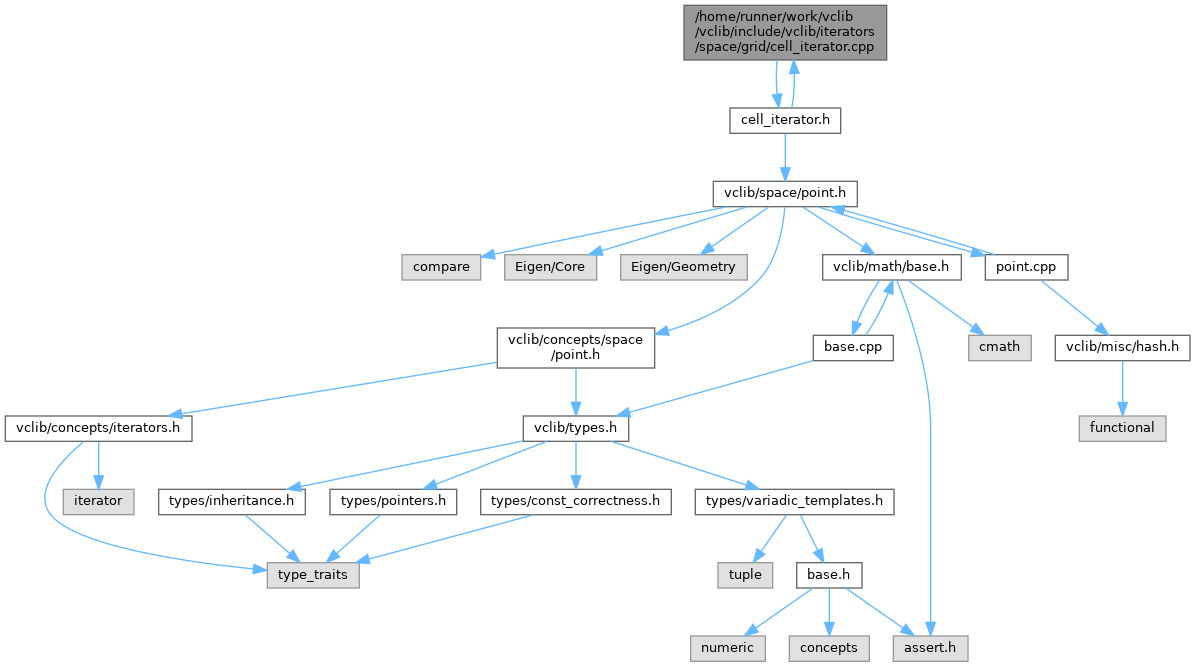 /home/runner/work/vclib
/vclib/include/vclib/iterators
/space/grid/cell_iterator.cpp
cell_iterator.h
vclib/space/point.h
compare
Eigen/Core
Eigen/Geometry
vclib/math/base.h
point.cpp
vclib/concepts/space
/point.h
base.cpp
cmath
vclib/misc/hash.h
vclib/concepts/iterators.h
vclib/types.h
functional
iterator
types/inheritance.h
types/pointers.h
types/const_correctness.h
types/variadic_templates.h
type_traits
tuple
base.h
numeric
concepts
assert.h